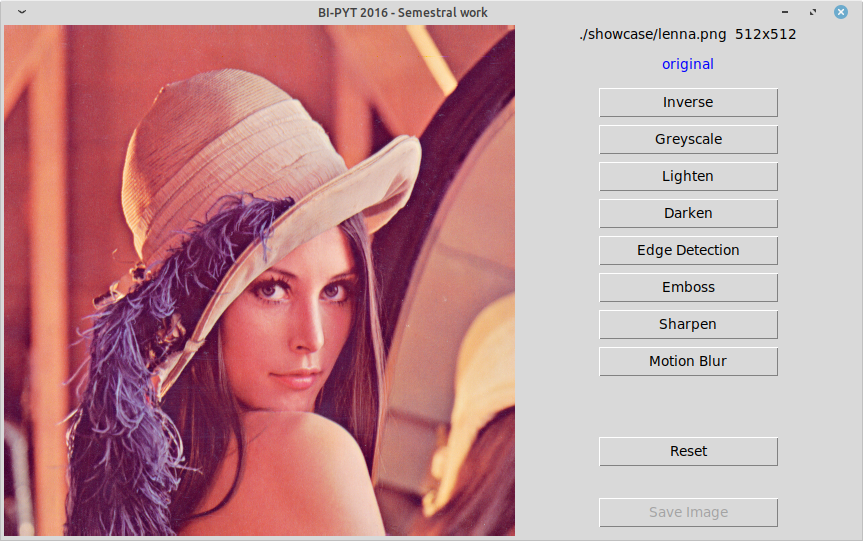 BI-PYT 2016 - Semestral work
./showcase/lenna.png 512x512
original
Inverse
Greyscale
Lighten
Darken
Edge Detection
Emboss
Sharpen
Motion Blur
Reset
Save Image